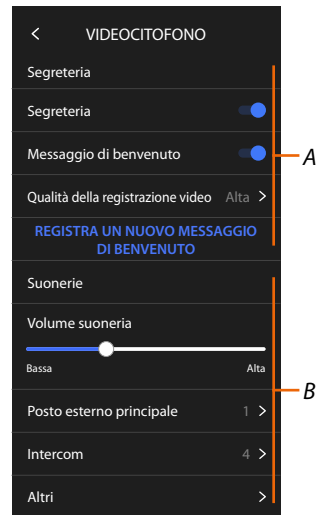 VIDEOCITOFONO
Segreteria
Segreteria
Messaggio di benvenuto
Qualità della registrazione video Alta
REGISTRA UN NUOVO MESSAGGIO
DI BENVENUTO
A
Suonerie
Volume suoneria
Bassa Alta
Posto esterno principale 1
B
Intercom 4
Altri